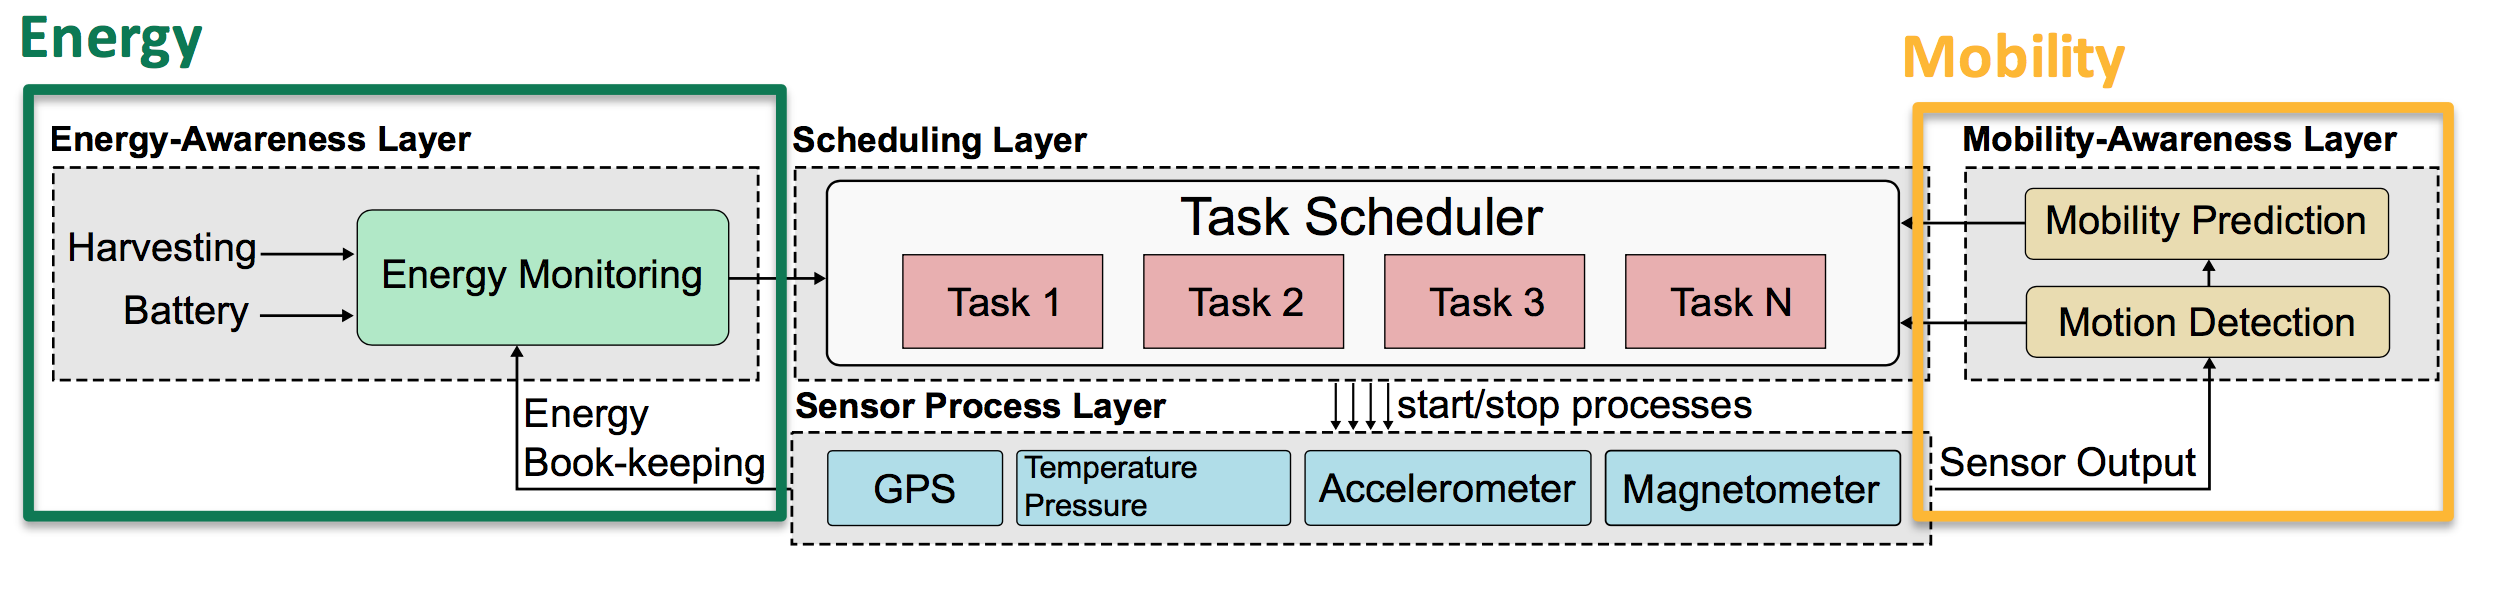 Energy
Mobility
Energy-Awareness Layer
Harvesting
Battery
Energy Monitoring
Energy
Book-keeping
Scheduling Layer
Task Scheduler
Task 1
Task 2
Task 3
Task N
start/stop processes
Sensor Process Layer
GPS
Temperature
Pressure
Accelerometer
Magnetometer
Mobility-Awareness Layer
Mobility Prediction
Motion Detection
Sensor Output